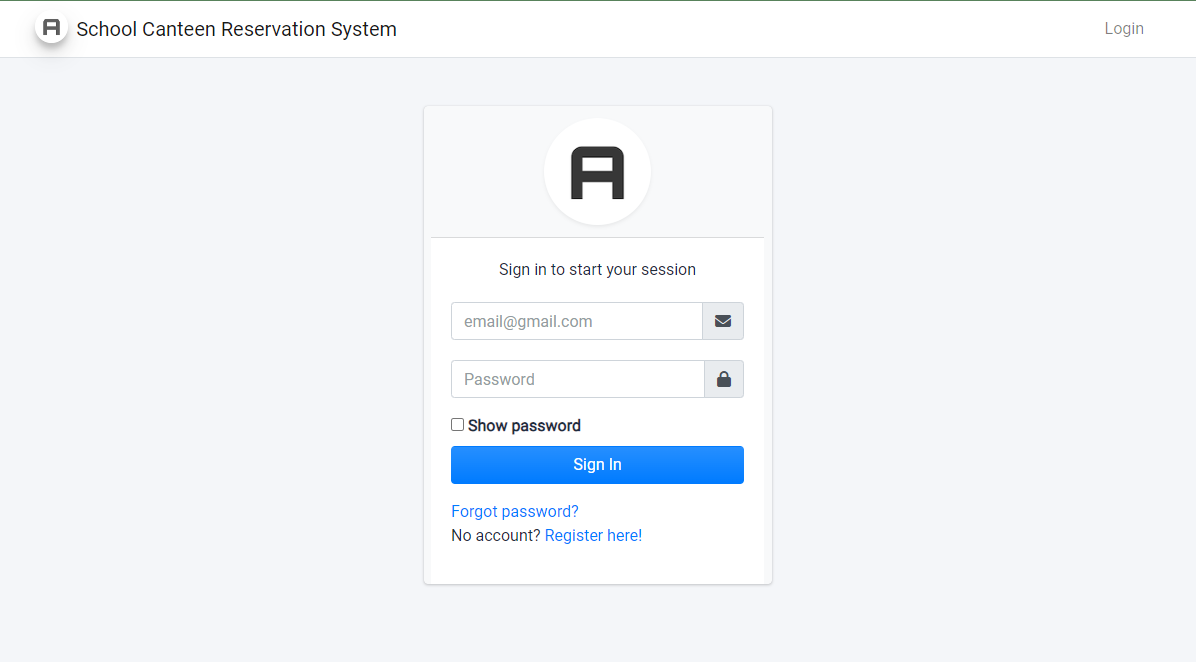 School Canteen Reservation System
Login
Sign in to start your session
email@gmail.com
Password
Show password
Sign In
Forgot password?
No account? Register here!